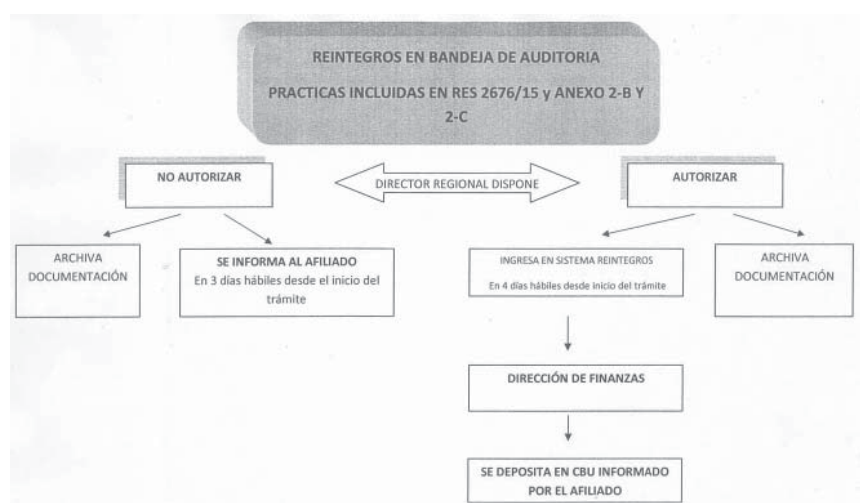 REINTEGROS EN BANDEJA DE AUDITORIA
PRACTICAS INCLUIDAS EN RES 2676/15 y ANEXO 2-B Y
2-C
NO AUTORIZAR
DIRECTOR REGIONAL DISPONE
AUTORIZAR
ARCHIVA
DOCUMENTACIÓN
SE INFORMA AL AFILIADO
En 3 días hábiles desde el inicio del
trámite
INGRESA EN SISTEMA REINTEGROS
En 4 días hábiles desde inicio del trámite
ARCHIVA
DOCUMENTACIÓN
DIRECCIÓN DE FINANZAS
SE DEPOSITA EN CBU INFORMADO
POR EL AFILIADO